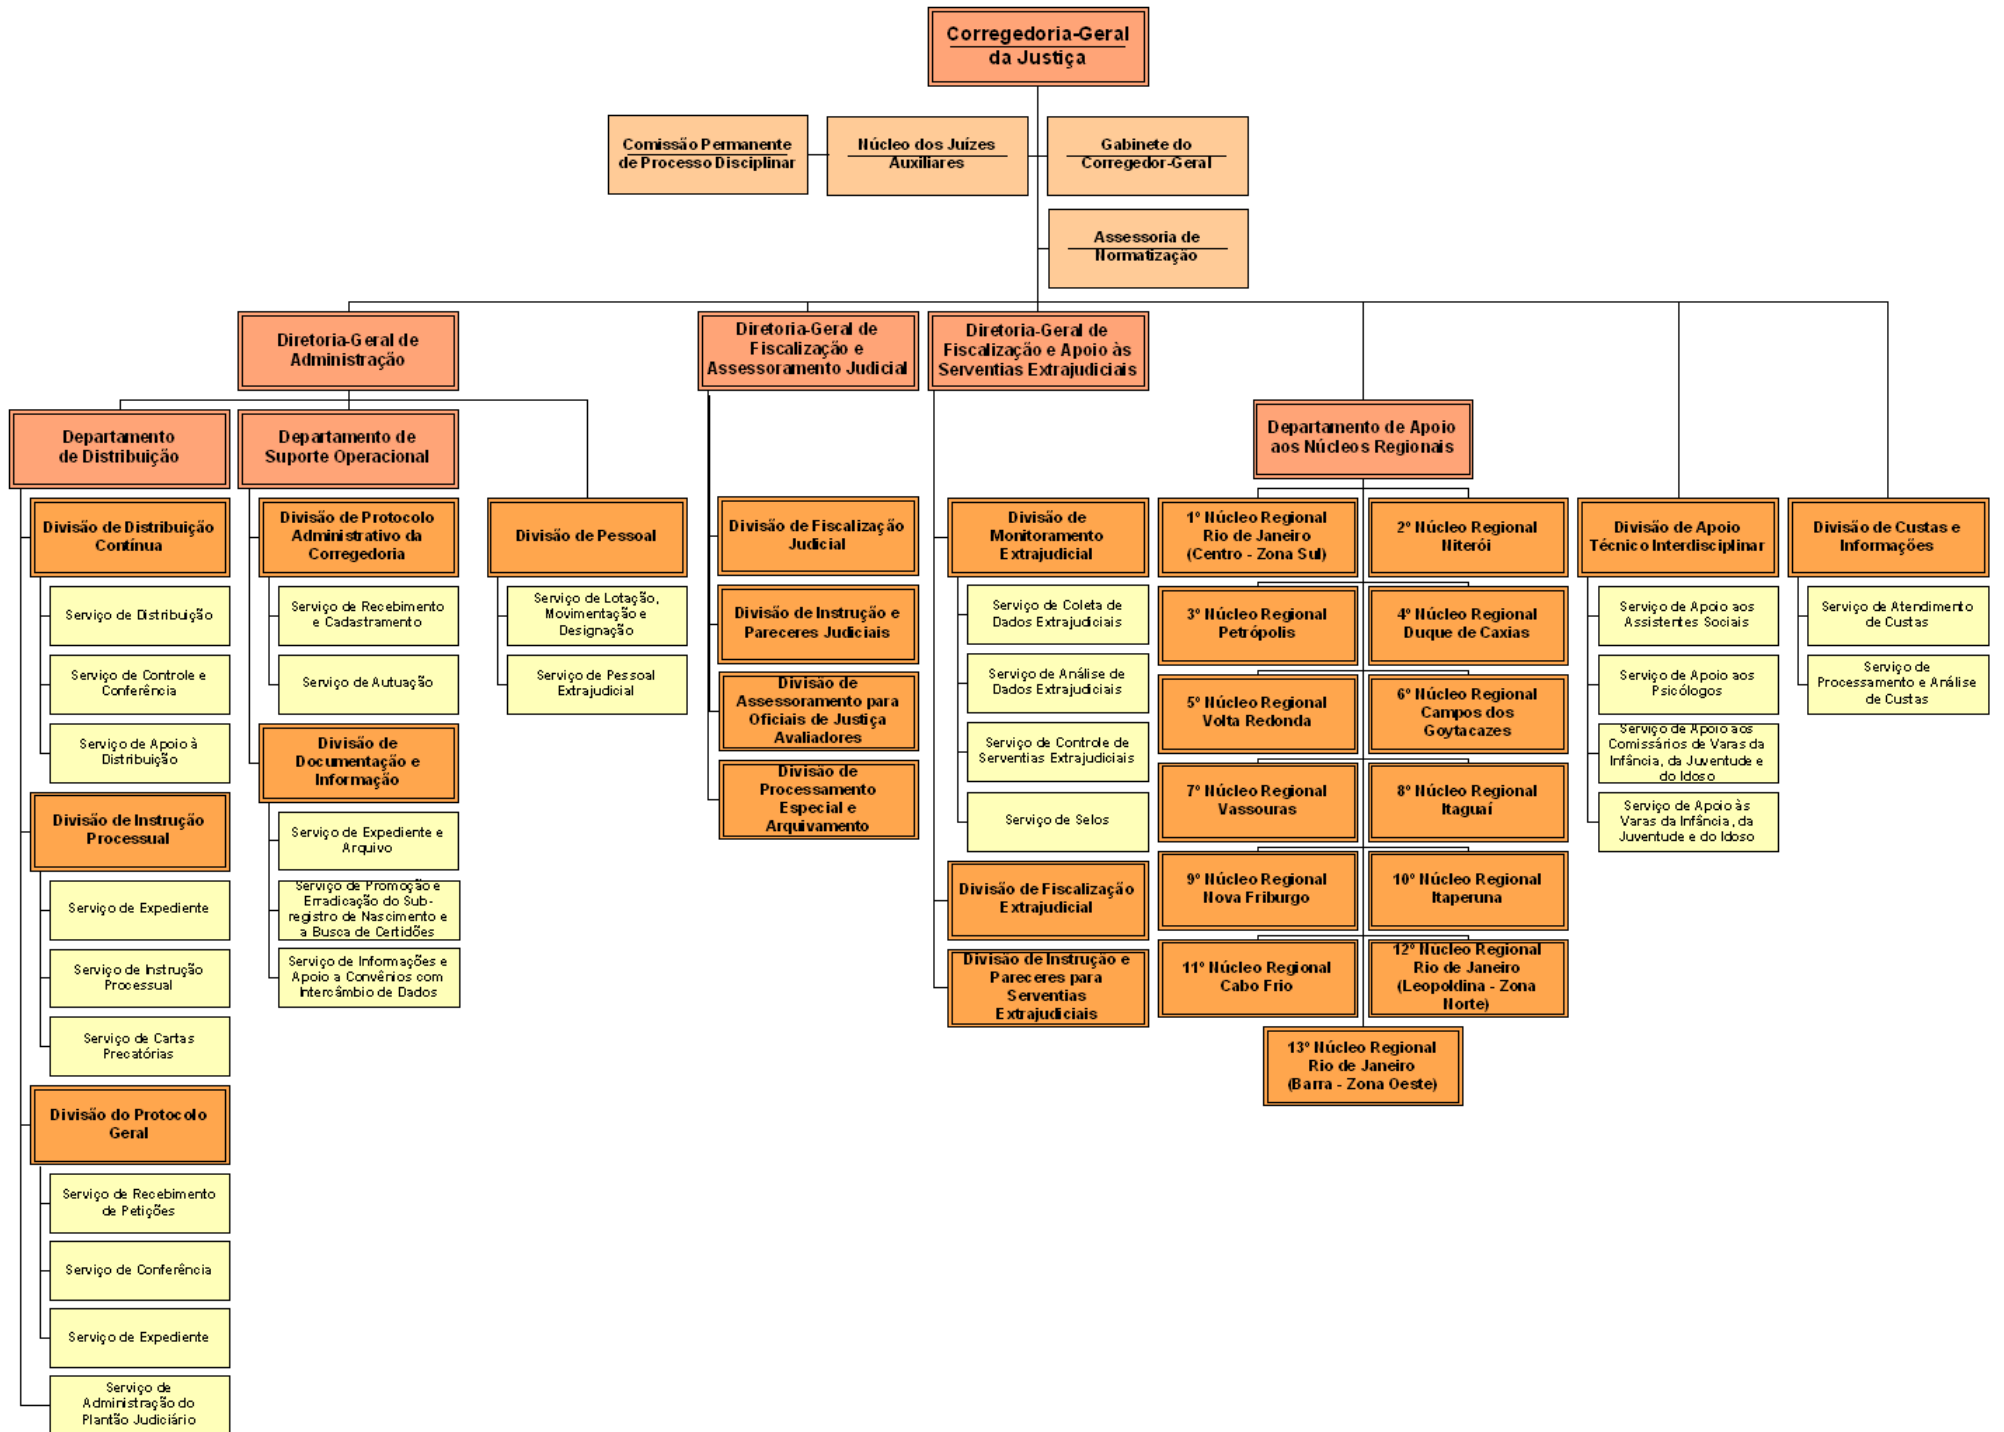 Corregedoria-Geral
da Justiça
Comissão Permanente
de Processo Disciplinar
Núcleo dos Juízes
Auxiliares
Gabinete do
Corregedor-Geral
Assessoria de
Normatização
Diretoria-Geral de
Administração
Diretoria-Geral de
Fiscalização e
Assessoramento Judicial
Diretoria-Geral de
Fiscalização e Apoio às
Serventias Extrajudiciais
Departamento
de Distribuição
Departamento de
Suporte Operacional
Departamento de Apoio
aos Núcleos Regionais
Divisão de Distribuição
Contínua
Serviço de Distribuição
Serviço de Controle e
Conferência
Serviço de Apoio à
Distribuição
Divisão de Instrução
Processual
Serviço de Expediente
Serviço de Instrução
Processual
Serviço de Cartas
Precatórias
Divisão do Protocolo
Geral
Serviço de Recebimento
de Petições
Serviço de Conferência
Serviço de Expediente
Serviço de
Administração do
Plantão Judiciário
Divisão de Protocolo
Administrativo da
Corregedoria
Serviço de Recebimento
e Cadastramento
Serviço de Autuação
Divisão de
Documentação e
Informação
Serviço de Expediente e
Arquivo
Serviço de Promoção e
Erradicação do Sub-
registro de Nascimento e
a Busca de Certidões
Serviço de Informações e
Apoio a Convênios com
Intercâmbio de Dados
Divisão de Pessoal
Serviço de Lotação,
Movimentação e
Designação
Serviço de Pessoal
Extrajudicial
Divisão de Fiscalização
Judicial
Divisão de Instrução e
Pareceres Judiciais
Divisão de
Assessoramento para
Oficiais de Justiça
Avaliadores
Divisão de
Processamento
Especial e
Arquivamento
Divisão de
Monitoramento
Extrajudicial
Serviço de Coleta de
Dados Extrajudiciais
Serviço de Análise de
Dados Extrajudiciais
Serviço de Controle de
Serventias Extrajudiciais
Serviço de Selos
Divisão de Fiscalização
Extrajudicial
Divisão de Instrução e
Pareceres para
Serventias
Extrajudiciais
1º Núcleo Regional
Rio de Janeiro
(Centro - Zona Sul)
2º Núcleo Regional
Niterói
3º Núcleo Regional
Petrópolis
4º Núcleo Regional
Duque de Caxias
5º Núcleo Regional
Volta Redonda
6º Núcleo Regional
Campos dos
Goytacazes
7º Núcleo Regional
Vassouras
8º Núcleo Regional
Itaguaí
9º Núcleo Regional
Nova Friburgo
10º Núcleo Regional
Itaperuna
11º Núcleo Regional
Cabo Frio
12º Núcleo Regional
Rio de Janeiro
(Leopoldina - Zona
Norte)
13º Núcleo Regional
Rio de Janeiro
(Barra - Zona Oeste)
Divisão de Apoio
Técnico Interdisciplinar
Serviço de Apoio aos
Assistentes Sociais
Serviço de Apoio aos
Psicólogos
Serviço de Apoio aos
Comissários de Varas da
Infância, da Juventude e
do Idoso
Serviço de Apoio às
Varas da Infância, da
Juventude e do Idoso
Divisão de Custas e
Informações
Serviço de Atendimento
de Custas
Serviço de
Processamento e Análise
de Custas